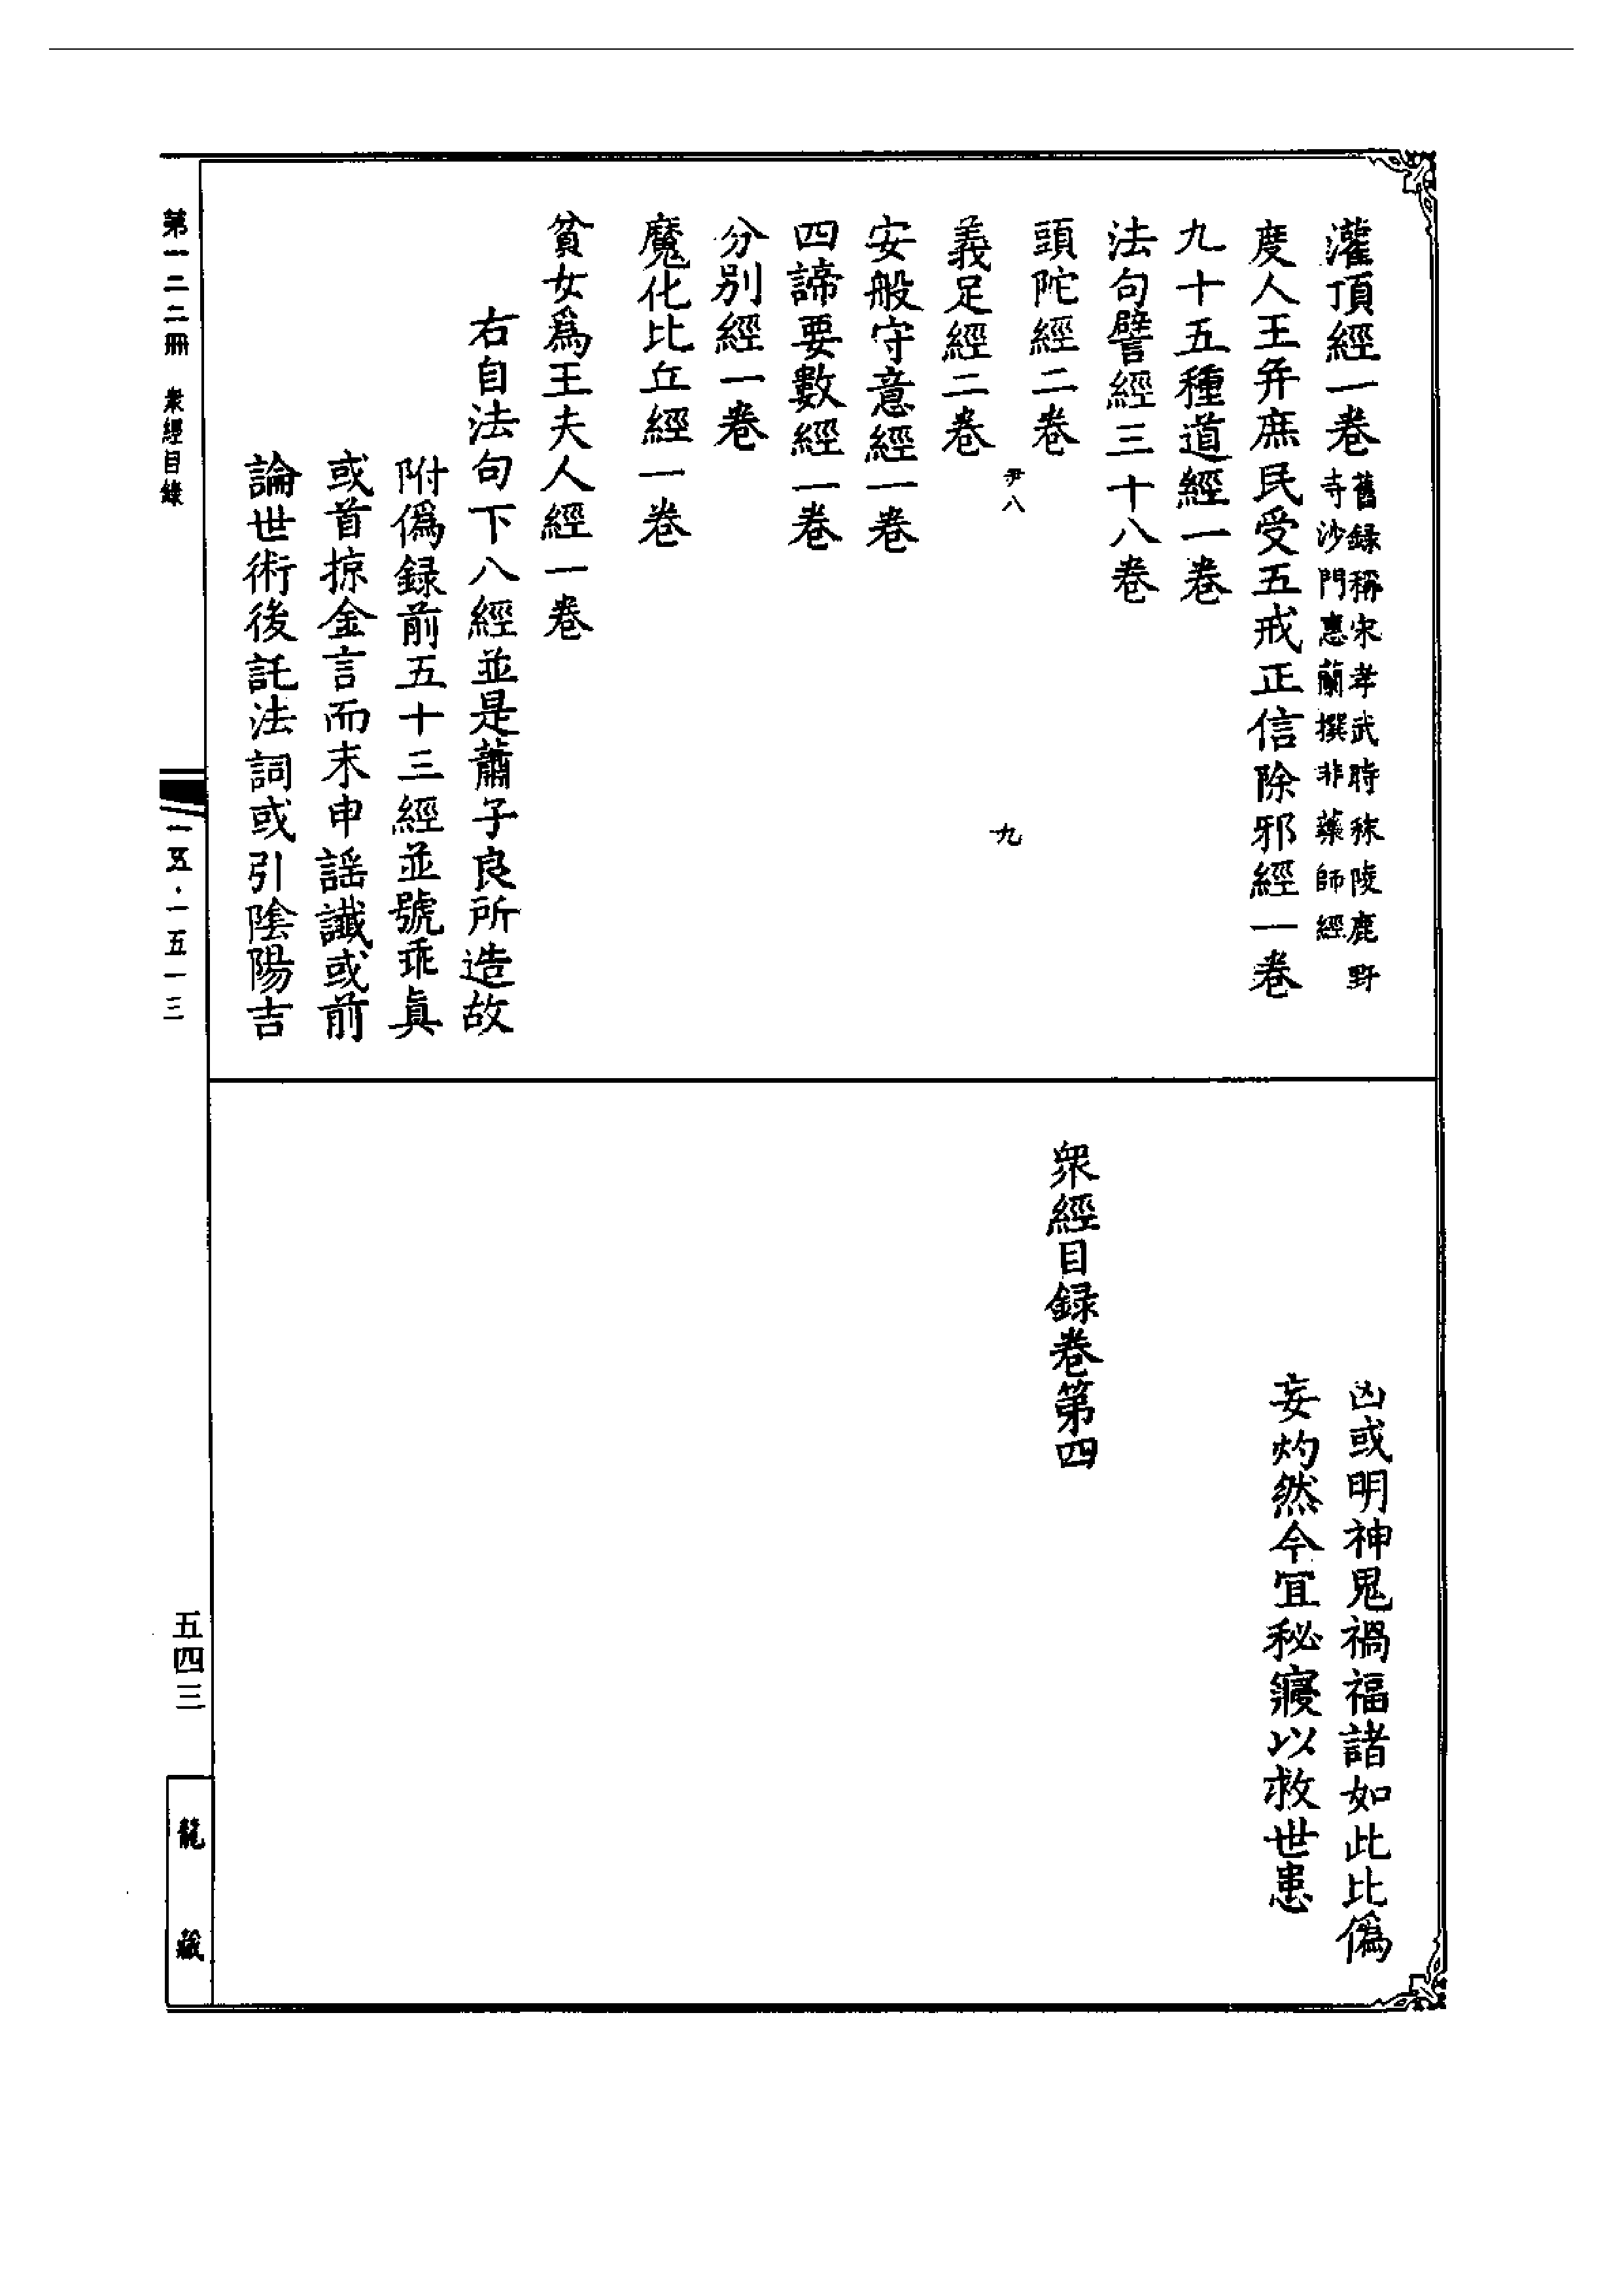 灌頂經一卷舊録稱宋孝武時秣陵鹿野
寺沙門惠蘭撰非藥師經
度人王并庶民受五戒正信除邪經一卷
九十五種道經一卷
法句譬經三十八卷
頭陀經二卷
尹八
九
義足經二卷
安般守意經一卷
四諦要數經一卷
分別經一卷
魔化比丘經一卷
貧女爲王夫人經一卷
右自法句下八經並是蕭子良所造故
附僞録前五十三經並號乖眞
或首掠金言而末申謡讖或前
論世術後託法詞或引陰陽吉
凶或明神鬼禍福諸如此比僞
妄灼然今宜秘寢以救世患
衆經目録卷第四
第一二二冊 衆經目錄
一五五·一五一三
五四三
龍藏